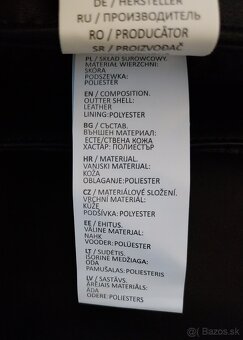 DE / HERSTELLER
RU / ПРОИЗВОДИТЕЛЬ
RO / PRODUCĂTOR
SR / PROIZVOĐAČ
PL / SKŁAD SUROWCOWY.
MATERIAŁ WIERZCHNI:
SKÓRA
PODSZEWKA:
POLIESTER
EN / COMPOSITION.
OUTTER SHELL:
LEATHER
LINING:POLYESTER
BG / СЪСТАВ.
ВЪНШЕН МАТЕРИАЛ:
ЕСТЕ/СТВЕНА КОЖА
ХАСТАР: ПОЛИЕСТЪР
HR / MATERIJAL.
VANJSKI MATERIJAL:
KOŽA
OBLAGANJE:POLIESTER
CZ / MATERIÁLOVÉ SLOŽENÍ.
VRCHNÍ MATERIÁL:
KŮŽE
PODŠÍVKA:POLYESTER
EE / EHITUS.
VÄLINE MATERJAL:
NAHK
VOODER:POLÜESTER
LT / SUDĖTIS.
IŠORINĖ MEDŽIAGA:
ODA
PAMUŠALAS:POLIESTERIS
LV / SASTĀVS.
ĀRĒJAIS MATERIĀLS:
ĀDA
ODERE:POLIESTERS
bazos.sk